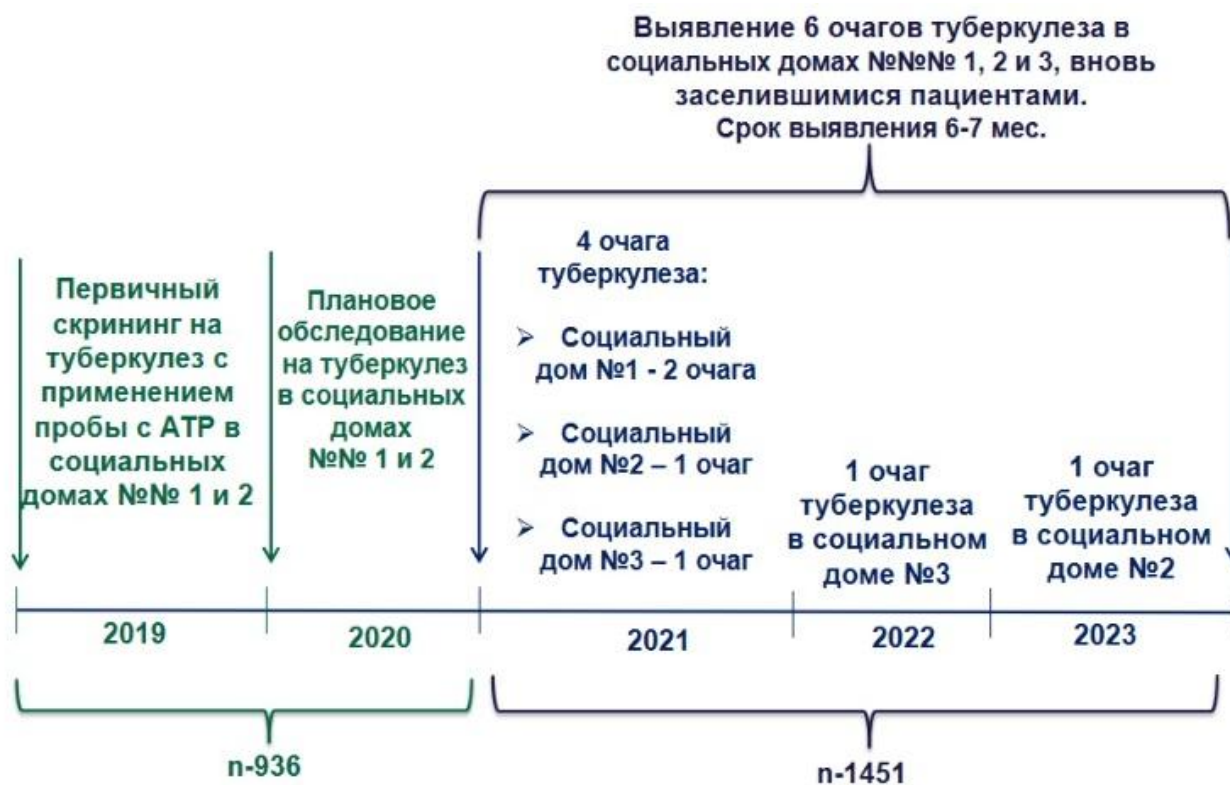 Выявление 6 очагов туберкулеза в
социальных домах №№№ 1, 2 и 3, вновь
заселившимися пациентами.
Срок выявления 6-7 мес.
Первичный
скрининг на
туберкулез с
применением
пробы с АТР в
социальных
домах №№ 1 и 2
Плановое
обследование
на туберкулез
в социальных
домах
№№ 1 и 2
4 очага
туберкулеза:
➢ Социальный
дом №1 - 2 очага
➢ Социальный
дом №2 – 1 очаг
➢ Социальный
дом №3 – 1 очаг
1 очаг
туберкулеза
в социальном
доме №3
1 очаг
туберкулеза
в социальном
доме №2
2019
2020
2021
2022
2023
n-936
n-1451